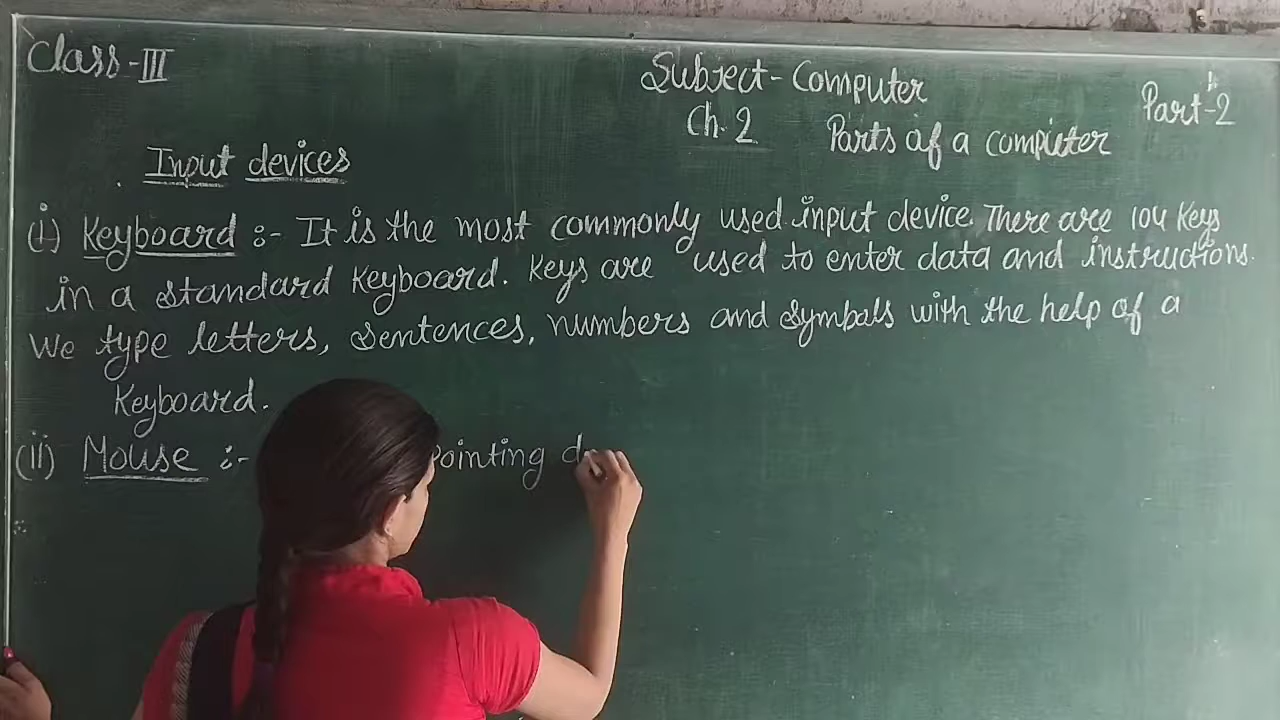 Class-III
Subject-Computer
Part-2
Ch. 2 Parts of a computer
Input devices
(i) Keyboard :- It is the most commonly used input device. There are 104 Keys
in a standard Keyboard. Keys are used to enter data and instructions.
We type letters, sentences, numbers and symbols with the help of a
Keyboard.
(ii) Mouse :- Pointing